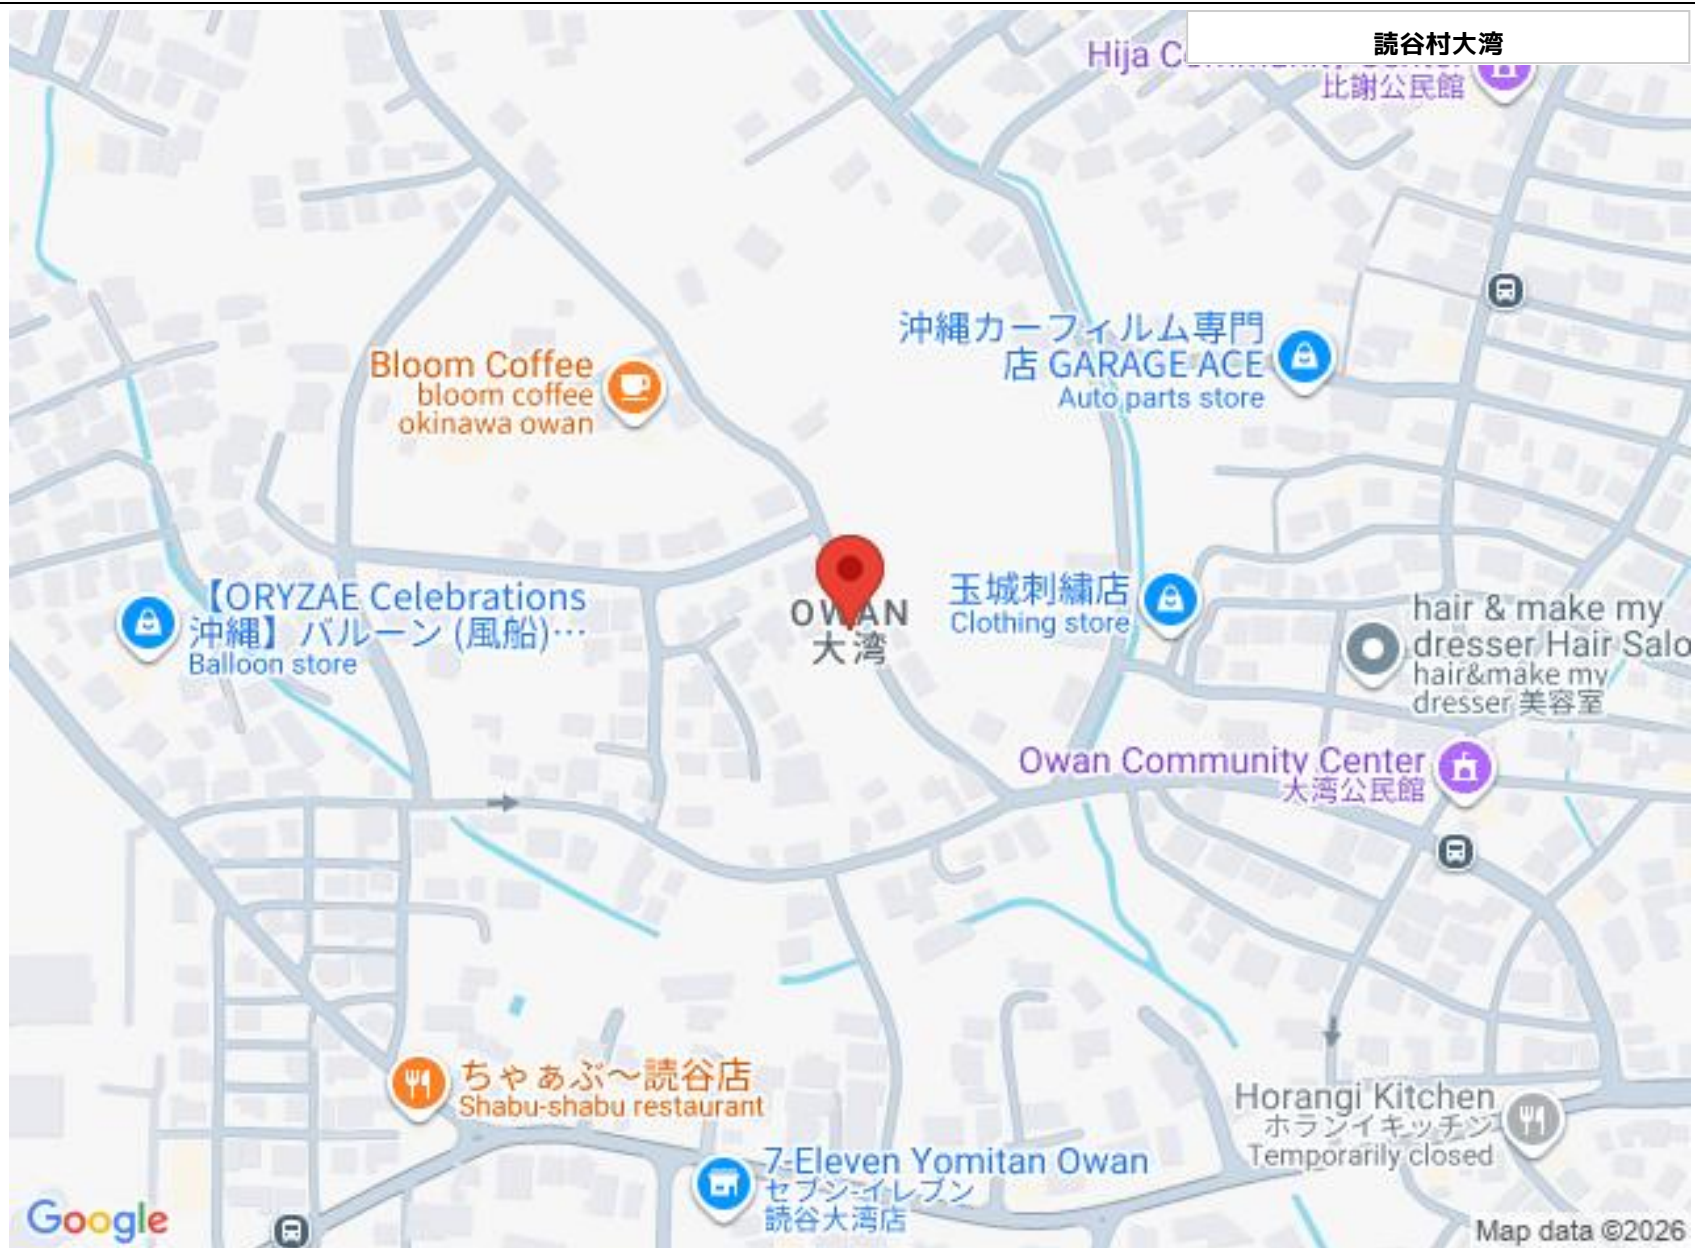 読谷村大湾
Hija Community Center
比謝公民館
沖縄カーフィルム専門
店 GARAGE ACE
Auto parts store
Bloom Coffee
bloom coffee
okinawa owan
【ORYZAE Celebrations
沖縄】バルーン (風船)…
Balloon store
OWAN
大湾
玉城刺繍店
Clothing store
hair & make my
dresser Hair Salo
hair&make my
dresser 美容室
Owan Community Center
大湾公民館
ちゃぁぶ～読谷店
Shabu-shabu restaurant
Horangi Kitchen
ホランイキッチン
Temporarily closed
7-Eleven Yomitan Owan
セブン-イレブン
読谷大湾店
Google
Map data ©2026